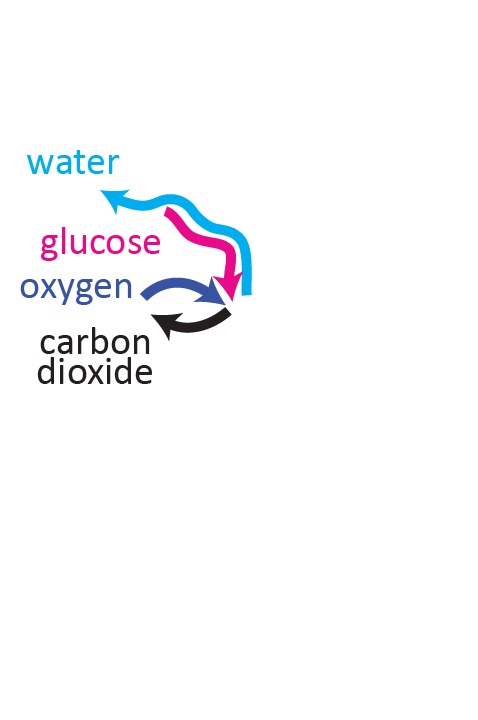 water
glucose
oxygen
carbon
dioxide